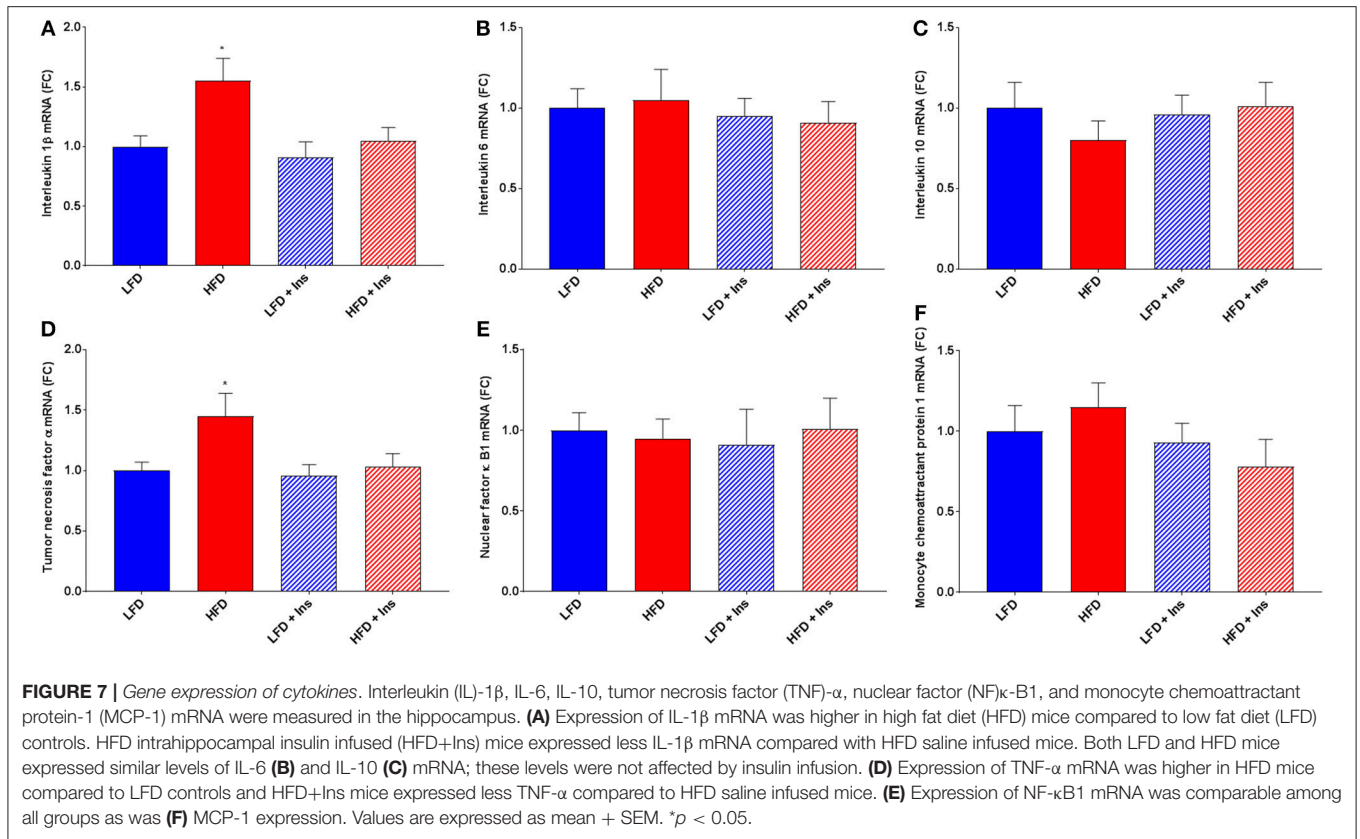 A
Interleukin 1β mRNA (FC)
2.0
1.5
1.0
0.5
0.0
*
LFD
HFD
LFD + Ins
HFD + Ins
B
Interleukin 6 mRNA (FC)
1.5
1.0
0.5
0.0
LFD
HFD
LFD + Ins
HFD + Ins
C
Interleukin 10 mRNA (FC)
1.5
1.0
0.5
0.0
LFD
HFD
LFD + Ins
HFD + Ins
D
Tumor necrosis factor α mRNA (FC)
2.0
1.5
1.0
0.5
0.0
*
LFD
HFD
LFD + Ins
HFD + Ins
E
Nuclear factor κ B1 mRNA (FC)
1.5
1.0
0.5
0.0
LFD
HFD
LFD + Ins
HFD + Ins
F
Monocyte chemoattractant protein 1 mRNA (FC)
1.5
1.0
0.5
0.0
LFD
HFD
LFD + Ins
HFD + Ins
FIGURE 7 | Gene expression of cytokines. Interleukin (IL)-1β, IL-6, IL-10, tumor necrosis factor (TNF)-α, nuclear factor (NF)κ-B1, and monocyte chemoattractant
protein-1 (MCP-1) mRNA were measured in the hippocampus. (A) Expression of IL-1β mRNA was higher in high fat diet (HFD) mice compared to low fat diet (LFD)
controls. HFD intrahippocampal insulin infused (HFD+Ins) mice expressed less IL-1β mRNA compared with HFD saline infused mice. Both LFD and HFD mice
expressed similar levels of IL-6 (B) and IL-10 (C) mRNA; these levels were not affected by insulin infusion. (D) Expression of TNF-α mRNA was higher in HFD mice
compared to LFD controls and HFD+Ins mice expressed less TNF-α compared to HFD saline infused mice. (E) Expression of NF-κB1 mRNA was comparable among
all groups as was (F) MCP-1 expression. Values are expressed as mean + SEM. *p < 0.05.